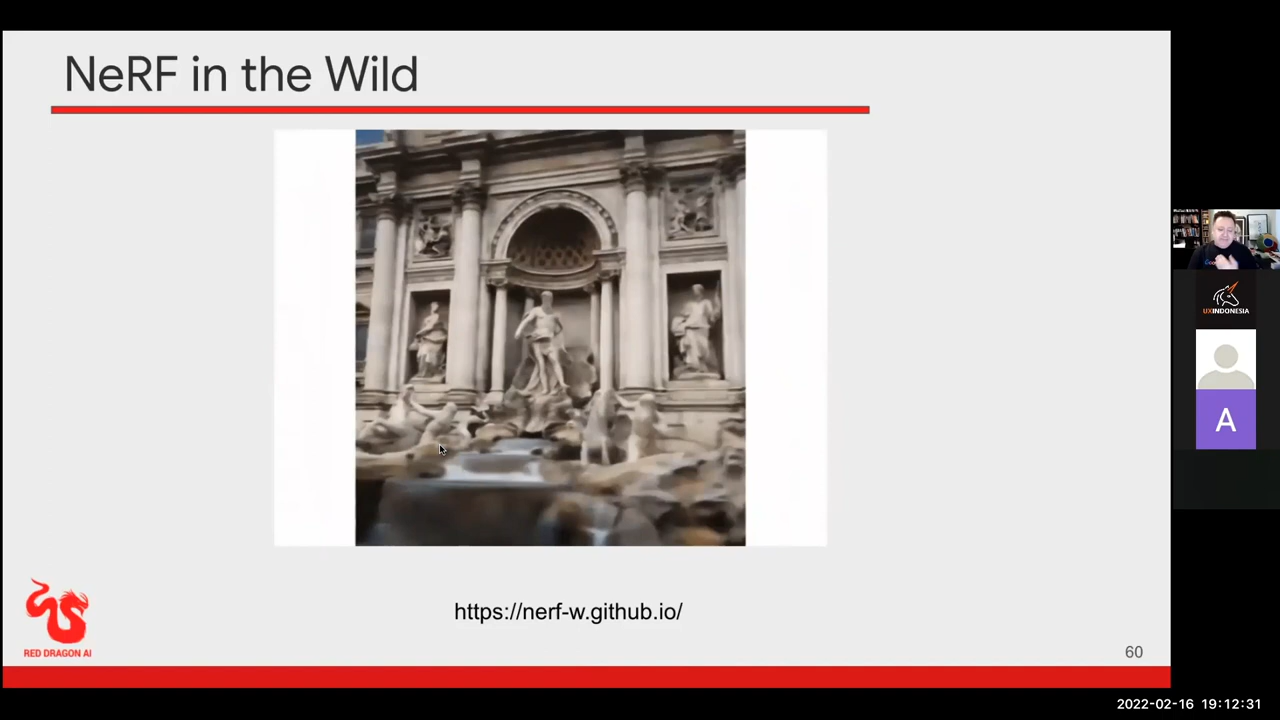 NeRF in the Wild
UXINDONESIA
A
https://nerf-w.github.io/
RED DRAGON AI
60
2022-02-16 19:12:31